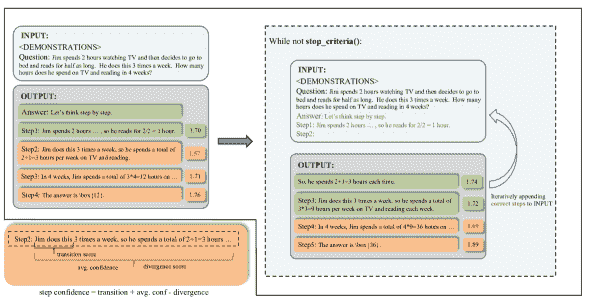 INPUT:
<DEMONSTRATIONS>
Question: Jim spends 2 hours watching TV and then decides to go to
bed and reads for half as long. He does this 3 times a week. How many
hours does he spend on TV and reading in 4 weeks?
OUTPUT:
Answer: Let's think step by step.
Step1: Jim spends 2 hours … , so he reads for 2/2 = 1 hour.
1.70
Step2: Jim does this 3 times a week, so he spends a total of
2+1=3 hours per week on TV and reading.
1.57
Step3: In 4 weeks, Jim spends a total of 3*4=12 hours on …
1.71
Step4: The answer is \box{12}.
1.76
Step2: Jim does this 3 times a week, so he spends a total of 2+1=3 hours …
transition score
avg. confidence
divergence score
step confidence = transition + avg. conf - divergence
While not stop_criteria():
INPUT:
<DEMONSTRATIONS>
Question: Jim spends 2 hours watching TV and then decides to go to
bed and reads for half as long. He does this 3 times a week. How many
hours does he spend on TV and reading in 4 weeks?
Answer: Let's think step by step.
Step1: Jim spends 2 hours … , so he reads for 2/2 = 1 hour.
Step2:
OUTPUT:
So, he spends 2+1=3 hours each time.
1.74
Step3: Jim does this 3 times a week, so he spends a total of
3*3=9 hours per week on TV and reading each week.
1.72
Step4: In 4 weeks, Jim spends a total of 4*9=36 hours on …
1.69
Step5: The answer is \box{36}.
1.89
Iteratively appending
correct steps to INPUT